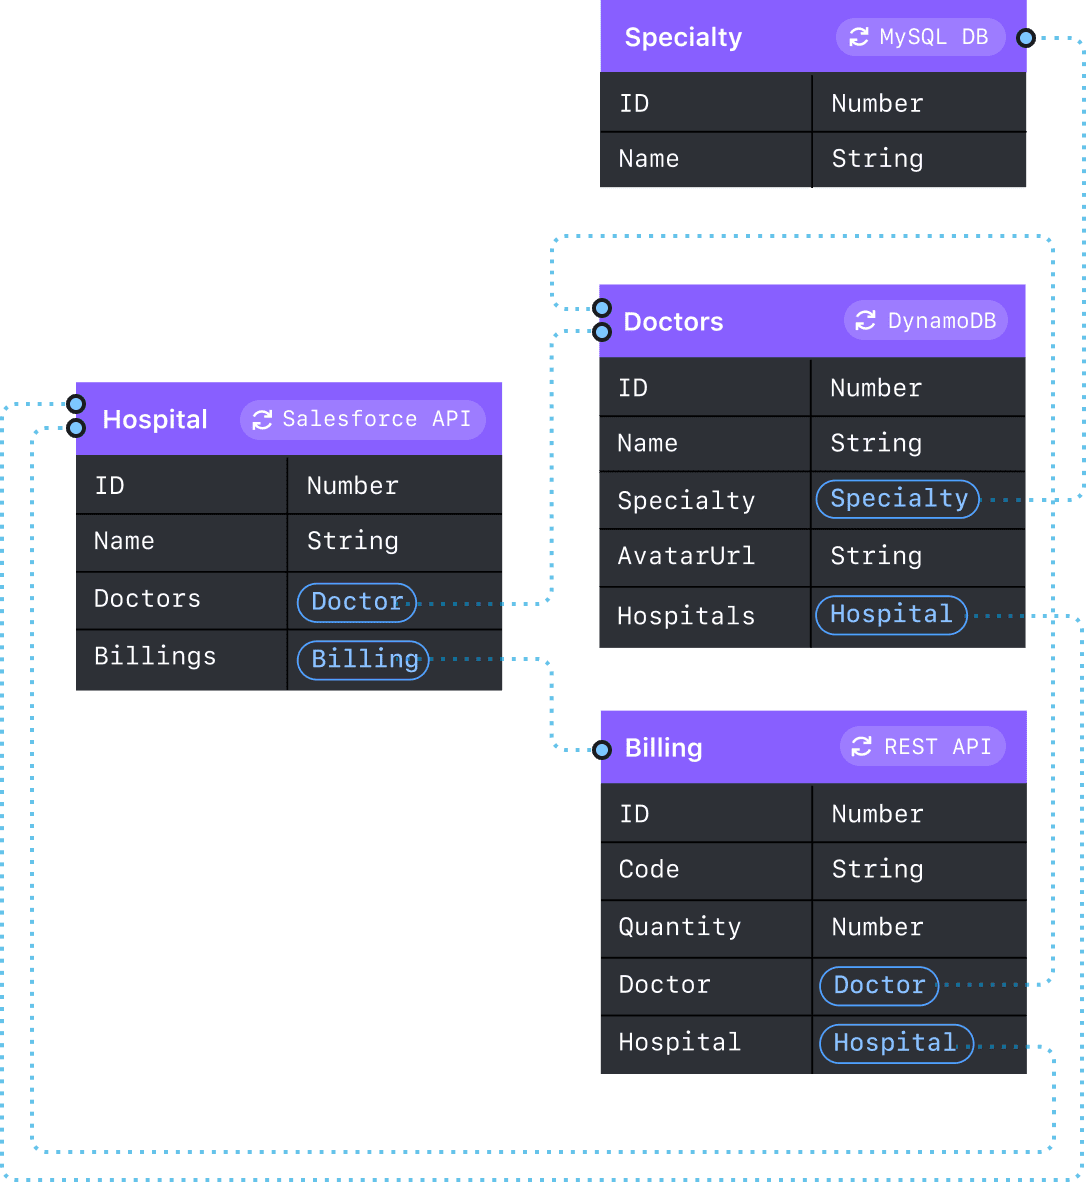 Specialty MySQL DB
ID Number
Name String
Doctors DynamoDB
ID Number
Name String
Specialty Specialty
AvatarUrl String
Hospitals Hospital
Hospital Salesforce API
ID Number
Name String
Doctors Doctor
Billings Billing
Billing REST API
ID Number
Code String
Quantity Number
Doctor Doctor
Hospital Hospital